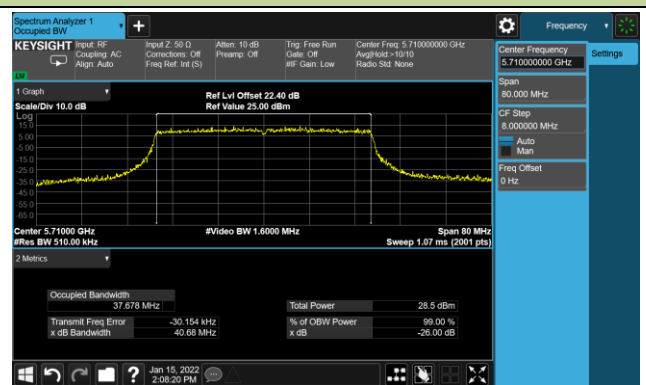 Spectrum Analyzer 1
Occupied BW
Frequency
KEYSIGHT
Input: RF
Coupling: AC
Align: Auto
Input Z: 50 Ω
Corrections: Off
Freq Ref: Int (S)
Atten: 10 dB
Preamp: Off
Trig: Free Run
Gate: Off
#IF Gain: Low
Center Freq: 5.710000000 GHz
Avg|Hold:>10/10
Radio Std: None
LV
Center Frequency
5.710000000 GHz
Settings
Span
80.000 MHz
CF Step
8.000000 MHz
Auto
Man
Freq Offset
0 Hz
1 Graph
Scale/Div 10.0 dB
Ref Lvl Offset 22.40 dB
Ref Value 25.00 dBm
Log
15.0
5.00
-5.00
-15.0
-25.0
-35.0
-45.0
-55.0
-65.0
Center 5.71000 GHz
#Res BW 510.00 kHz
#Video BW 1.6000 MHz
Span 80 MHz
Sweep 1.07 ms (2001 pts)
2 Metrics
Occupied Bandwidth
37.678 MHz
Total Power 28.5 dBm
Transmit Freq Error -30.154 kHz
% of OBW Power 99.00 %
x dB Bandwidth 40.68 MHz
x dB -26.00 dB
Jan 15, 2022
2:08:20 PM